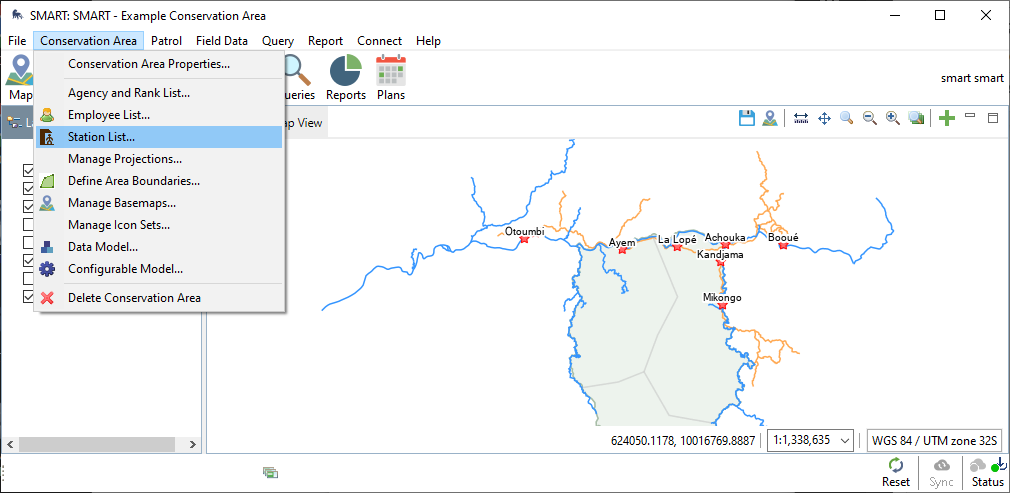 SMART: SMART - Example Conservation Area
File Conservation Area Patrol Field Data Query Report Connect Help
Map
Reports Plans
smart smart
Conservation Area Properties...
Agency and Rank List...
Employee List...
Station List...
Manage Projections...
Define Area Boundaries...
Manage Basemaps...
Manage Icon Sets...
Data Model...
Configurable Model...
Delete Conservation Area
View
Otoumbi
Ayem
La Lopé
Achouka
Booué
Kandjama
Mikongo
624050.1178, 10016769.8887
1:1,338,635
WGS 84 / UTM zone 32S
Reset Sync Status